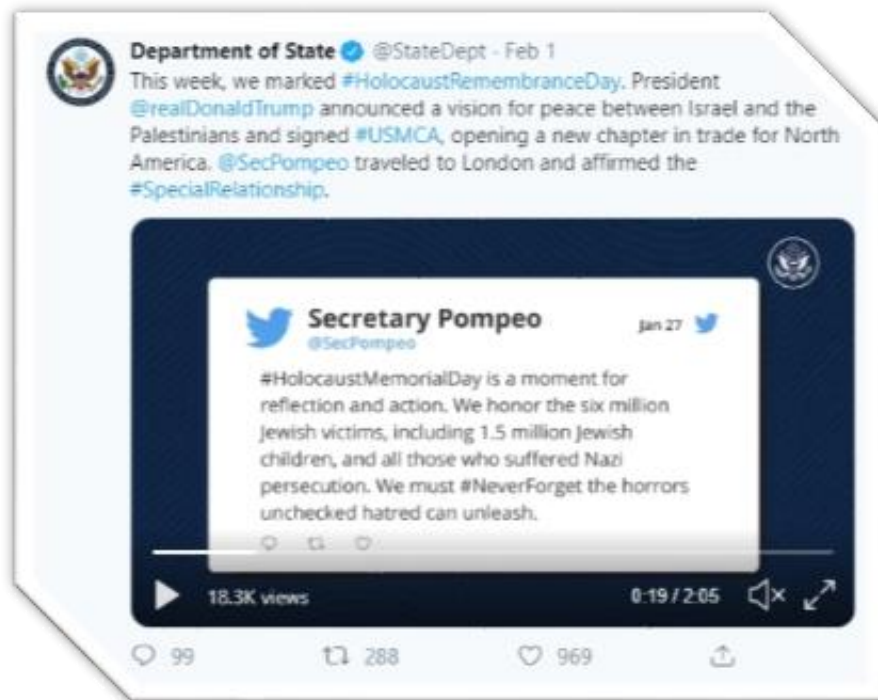 Department of State @StateDept - Feb 1
This week, we marked #HolocaustRemembranceDay. President
@realDonaldTrump announced a vision for peace between Israel and the
Palestinians and signed #USMCA, opening a new chapter in trade for North
America. @SecPompeo traveled to London and affirmed the
#SpecialRelationship.
Secretary Pompeo
Jan 27
@SecPompeo
#HolocaustMemorialDay is a moment for
reflection and action. We honor the six million
Jewish victims, including 1.5 million Jewish
children, and all those who suffered Nazi
persecution. We must #NeverForget the horrors
unchecked hatred can unleash.
18.3K views
0:19 / 2:05
99
288
969